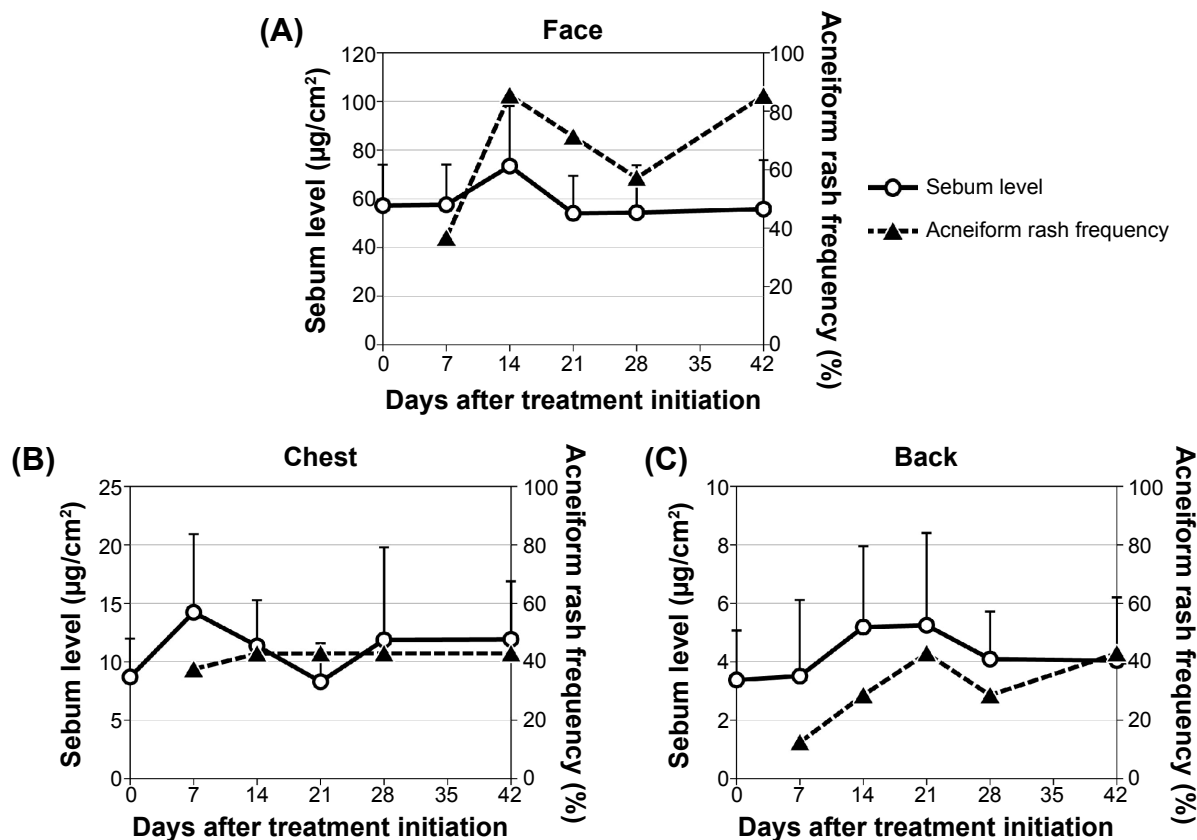 (A)
Face
Sebum level (µg/cm²)
120
100
80
60
40
20
0
100
80
60
40
20
0
Acneiform rash frequency (%)
0 7 14 21 28 35 42
Days after treatment initiation
Sebum level
Acneiform rash frequency
(B)
Chest
Sebum level (µg/cm²)
25
20
15
10
5
0
100
80
60
40
20
0
Acneiform rash frequency (%)
0 7 14 21 28 35 42
Days after treatment initiation
(C)
Back
Sebum level (µg/cm²)
10
8
6
4
2
0
100
80
60
40
20
0
Acneiform rash frequency (%)
0 7 14 21 28 35 42
Days after treatment initiation